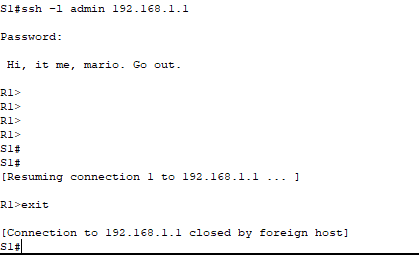 S1#ssh -l admin 192.168.1.1
Password:
Hi, it me, mario. Go out.
R1>
R1>
R1>
R1>
S1#
S1#
[Resuming connection 1 to 192.168.1.1 ... ]
R1>exit
[Connection to 192.168.1.1 closed by foreign host]
S1#